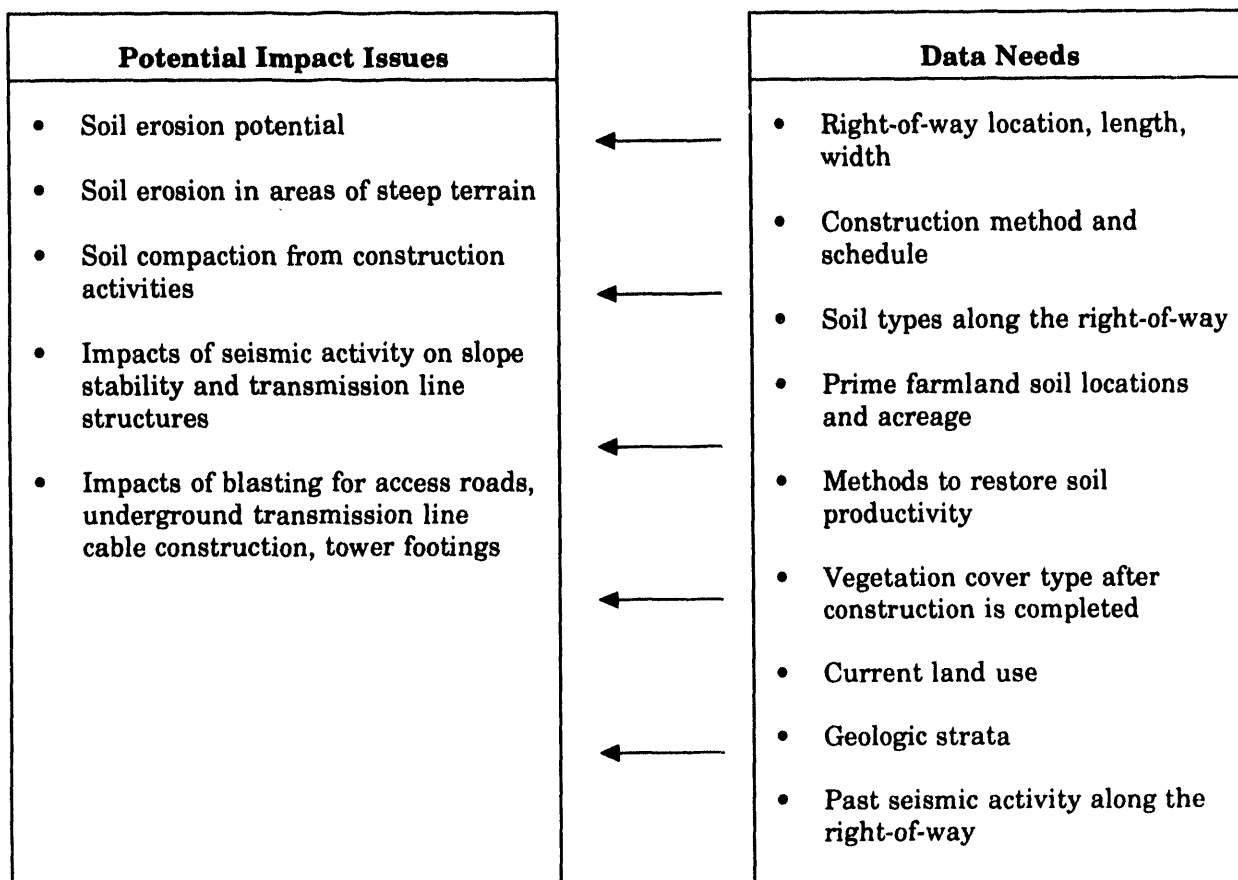 Potential Impact Issues
• Soil erosion potential
• Soil erosion in areas of steep terrain
• Soil compaction from construction
activities
• Impacts of seismic activity on slope
stability and transmission line
structures
• Impacts of blasting for access roads,
underground transmission line
cable construction, tower footings
Data Needs
• Right-of-way location, length,
width
• Construction method and
schedule
• Soil types along the right-of-way
• Prime farmland soil locations
and acreage
• Methods to restore soil
productivity
• Vegetation cover type after
construction is completed
• Current land use
• Geologic strata
• Past seismic activity along the
right-of-way